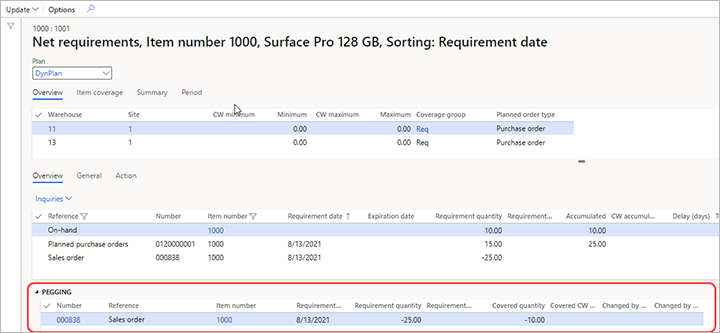 Update Options
1000 : 1001
Net requirements, Item number 1000, Surface Pro 128 GB, Sorting: Requirement date
Plan
DynPlan
Overview Item coverage Summary Period
Warehouse Site CW minimum Minimum CW maximum Maximum Coverage group Planned order type
11 1 0.00 0.00 Req Purchase order
13 1 0.00 0.00 Req Purchase order
Overview General Action
Inquiries
Reference Number Item number Requirement date Expiration date Requirement quantity Requirement... Accumulated CW accumul... Delay (days) T
On-hand 1000 10.00 10.00
Planned purchase orders 0120000001 1000 8/13/2021 15.00 25.00
Sales order 000838 1000 8/13/2021 -25.00
PEGGING
Number Reference Item number Requirement... Requirement quantity Requirement... Covered quantity Covered CW ... Changed by ... Changed by ...
000838 Sales order 1000 8/13/2021 -25.00 -10.00